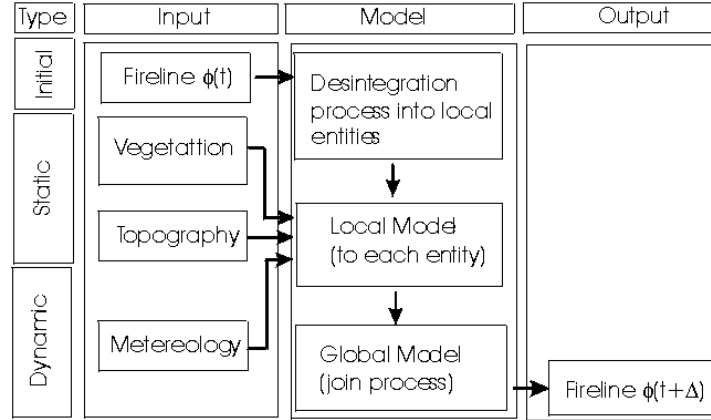 Type
Input
Model
Output
Initial
Fireline ϕ(t)
Desintegration
process into local
entities
Static
Vegetattion
Topography
Local Model
(to each entity)
Dynamic
Metereology
Global Model
(join process)
Fireline ϕ(t+Δ)